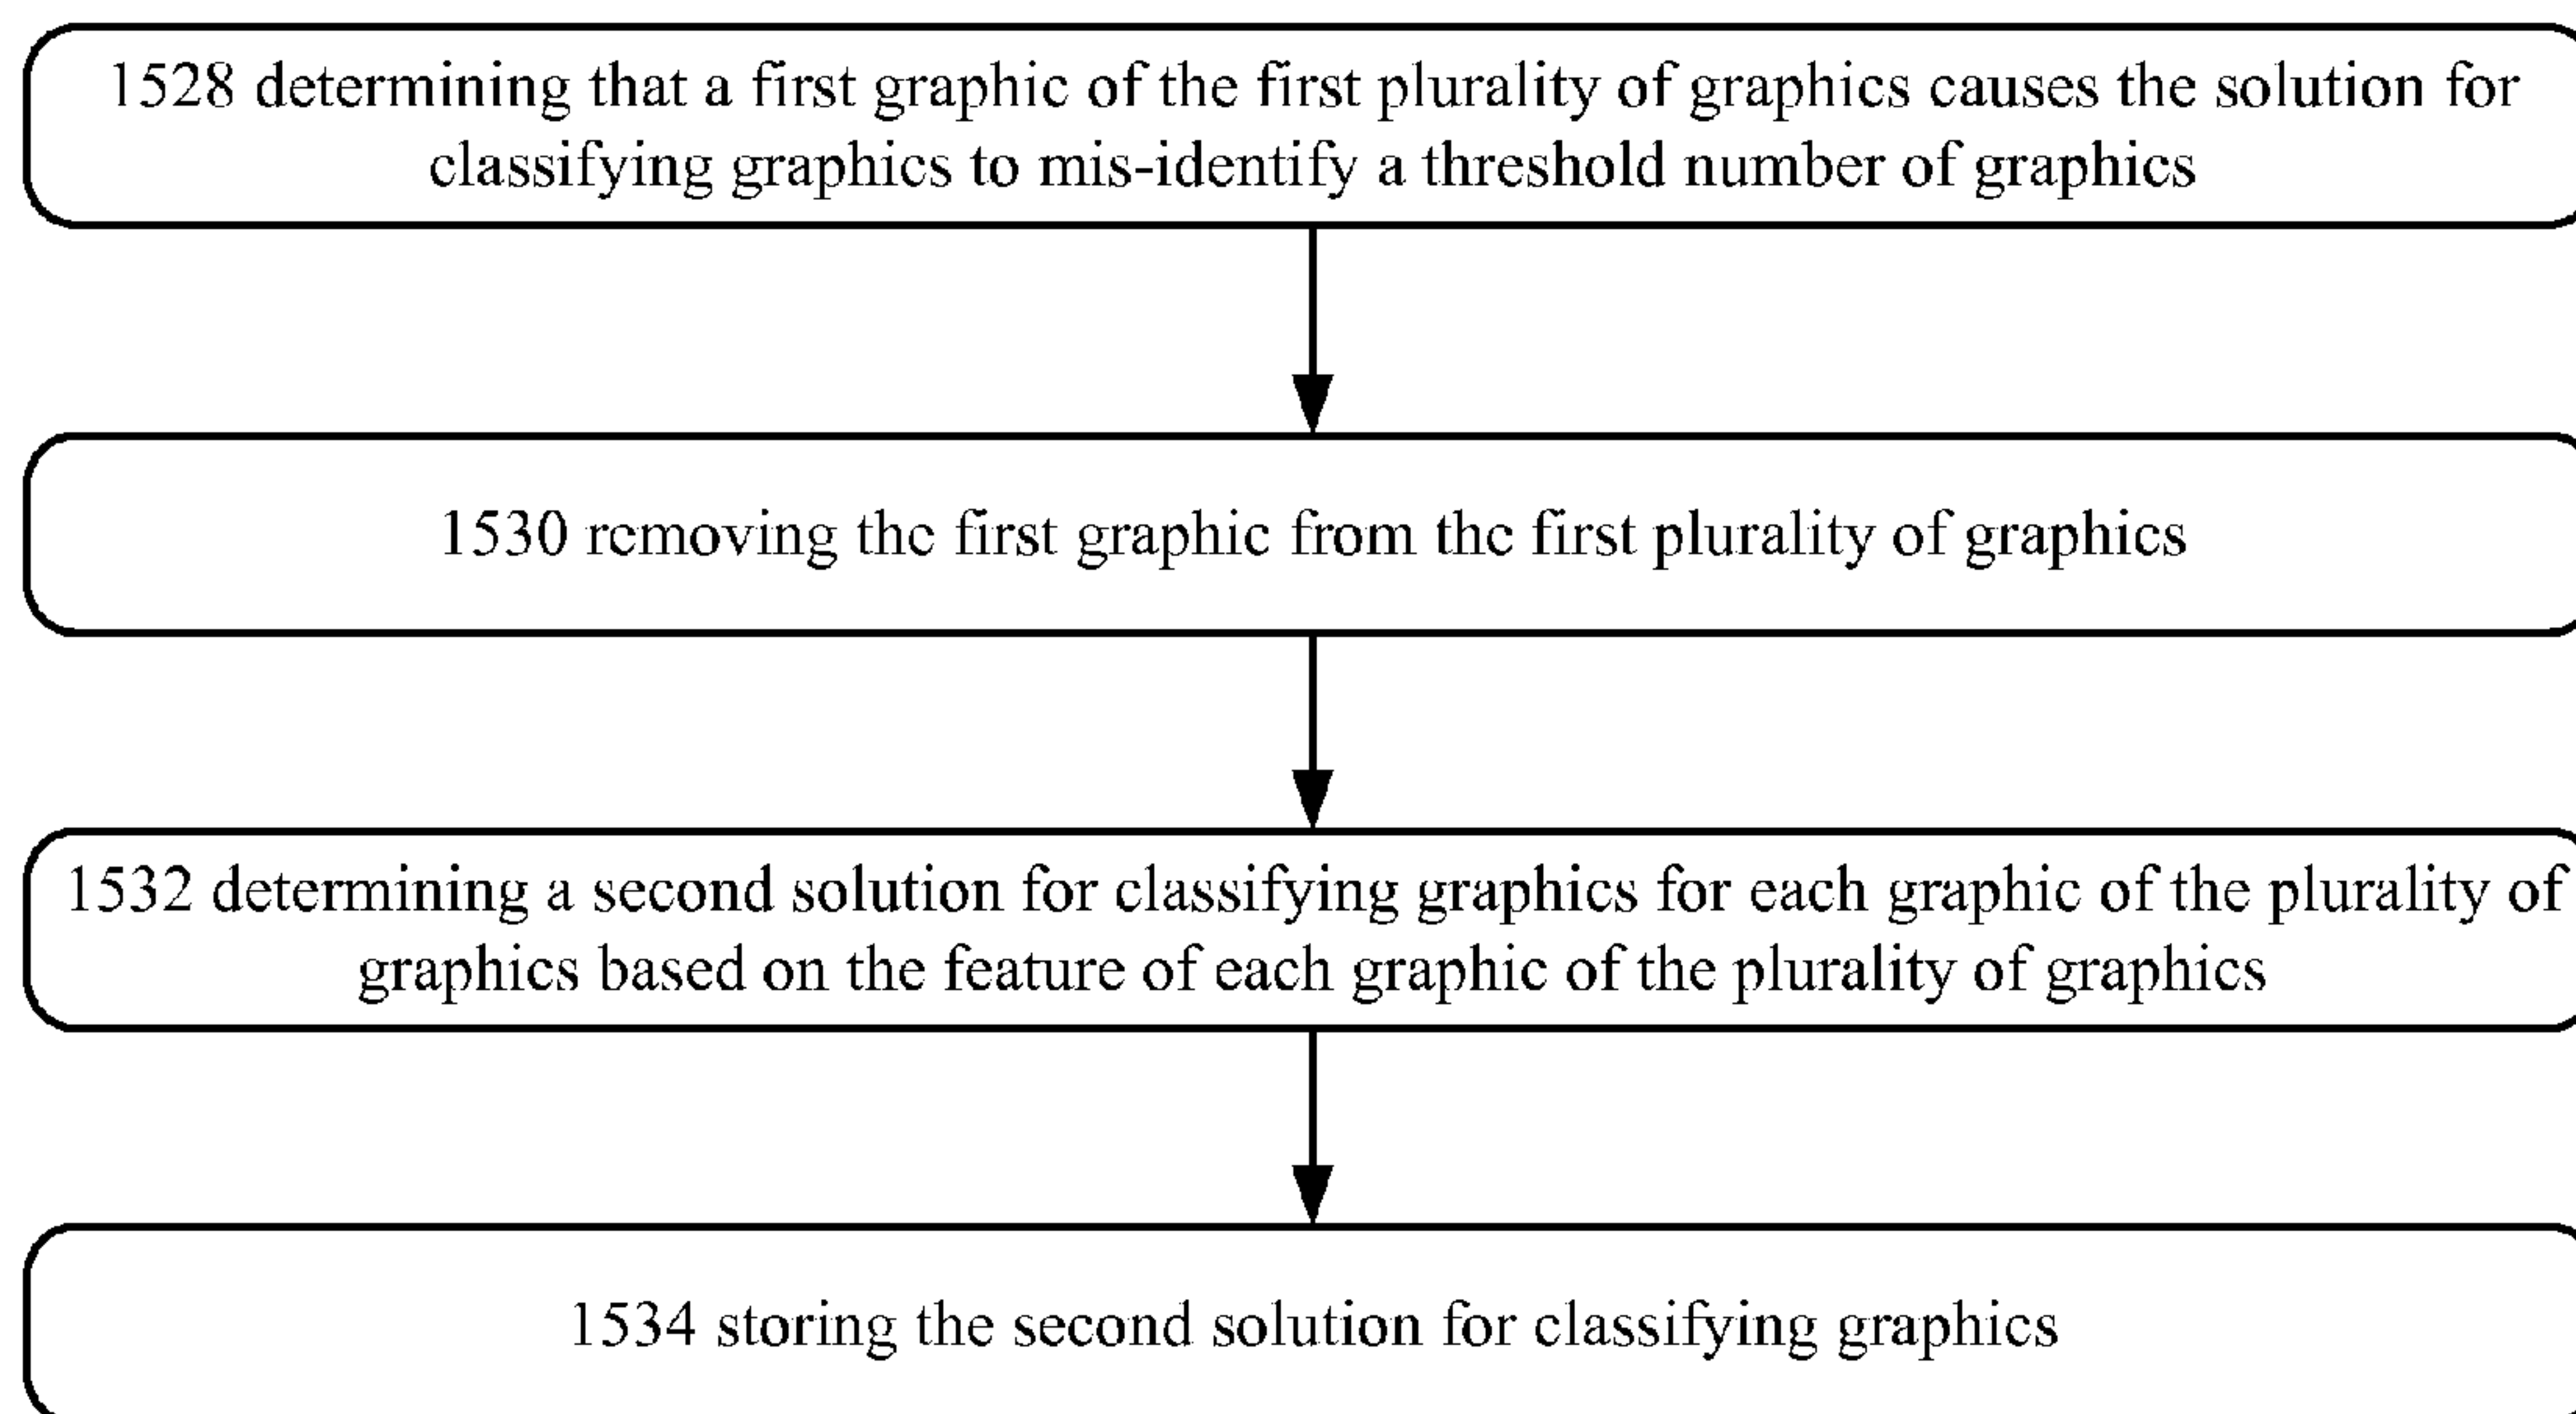 1528 determining that a first graphic of the first plurality of graphics causes the solution for
classifying graphics to mis-identify a threshold number of graphics
1530 removing the first graphic from the first plurality of graphics
1532 determining a second solution for classifying graphics for each graphic of the plurality of
graphics based on the feature of each graphic of the plurality of graphics
1534 storing the second solution for classifying graphics